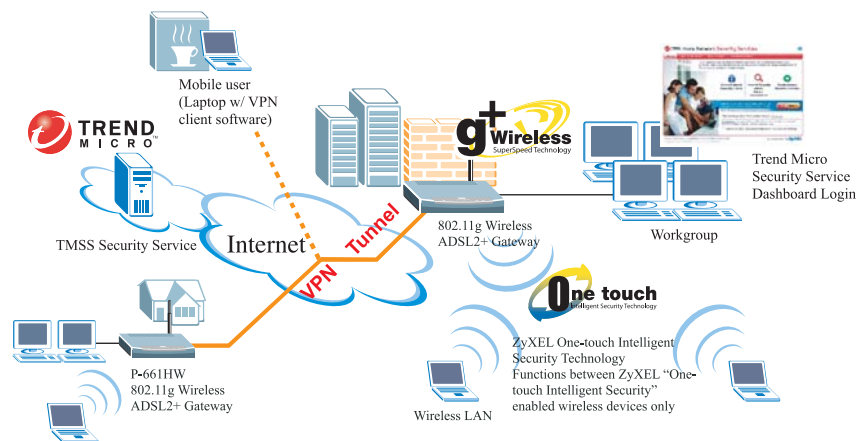 Mobile user
(Laptop w/ VPN
client software)
TREND
MICRO™
TMSS Security Service
Internet
VPN Tunnel
g+
Wireless
SuperSpeed Technology
802.11g Wireless
ADSL2+ Gateway
Workgroup
Trend Micro
Security Service
Dashboard Login
One touch
Intelligent Security Technology
ZyXEL One-touch Intelligent
Security Technology
Functions between ZyXEL “One-
touch Intelligent Security”
enabled wireless devices only
Wireless LAN
P-661HW
802.11g Wireless
ADSL2+ Gateway